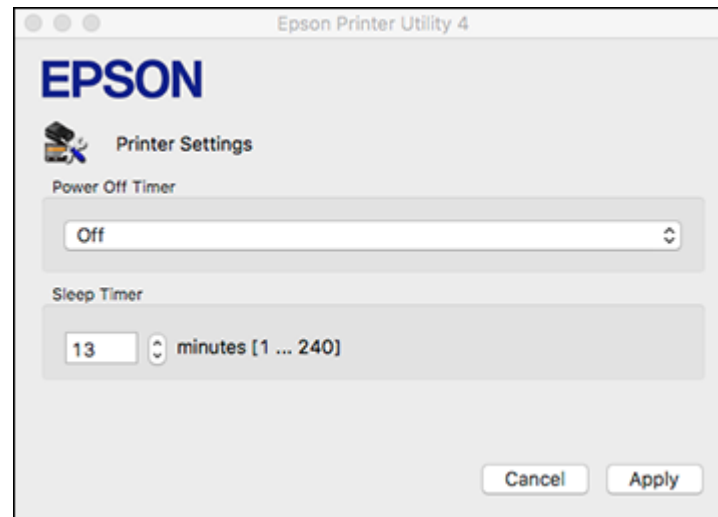 Epson Printer Utility 4
EPSON
Printer Settings
Power Off Timer
Off
Sleep Timer
13 minutes [1 ... 240]
Cancel Apply